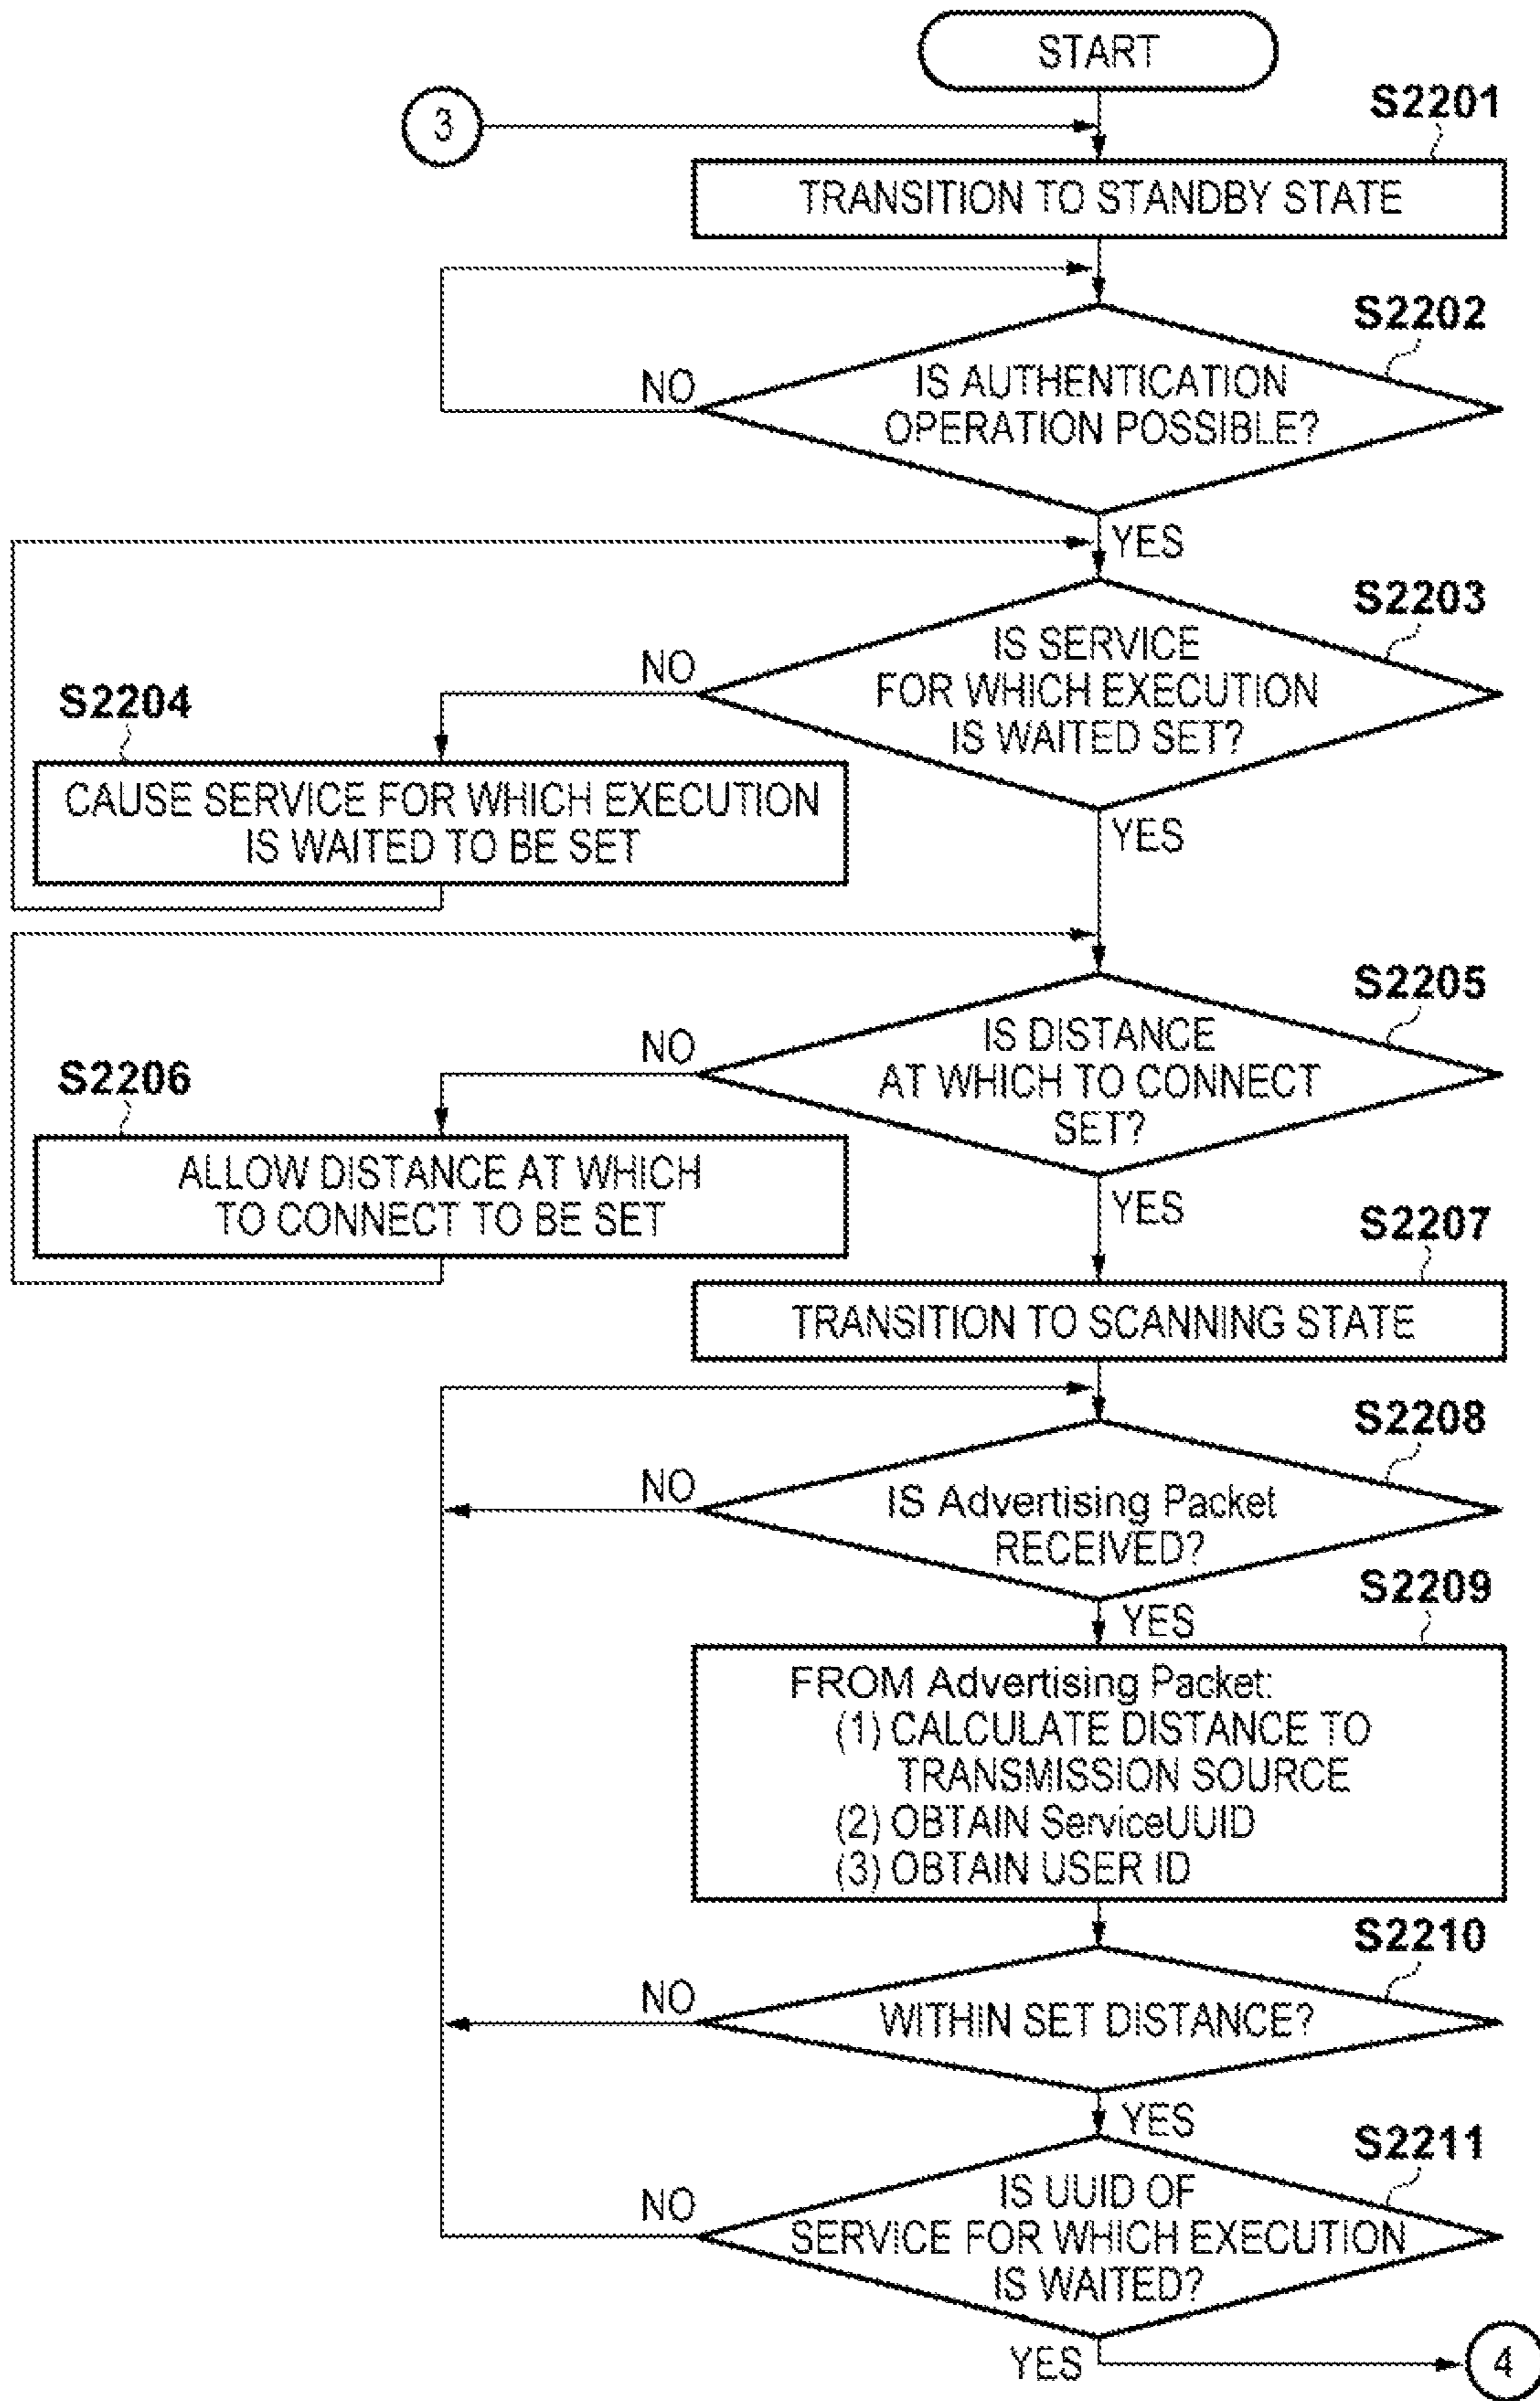 START
3
S2201
TRANSITION TO STANDBY STATE
S2202
IS AUTHENTICATION
OPERATION POSSIBLE?
NO
YES
S2203
IS SERVICE
FOR WHICH EXECUTION
IS WAITED SET?
NO
S2204
CAUSE SERVICE FOR WHICH EXECUTION
IS WAITED TO BE SET
YES
S2205
IS DISTANCE
AT WHICH TO CONNECT
SET?
NO
S2206
ALLOW DISTANCE AT WHICH
TO CONNECT TO BE SET
YES
S2207
TRANSITION TO SCANNING STATE
S2208
IS Advertising Packet
RECEIVED?
NO
YES
S2209
FROM Advertising Packet:
(1) CALCULATE DISTANCE TO
TRANSMISSION SOURCE
(2) OBTAIN ServiceUUID
(3) OBTAIN USER ID
S2210
WITHIN SET DISTANCE?
NO
YES
S2211
IS UUID OF
SERVICE FOR WHICH EXECUTION
IS WAITED?
NO
YES
4